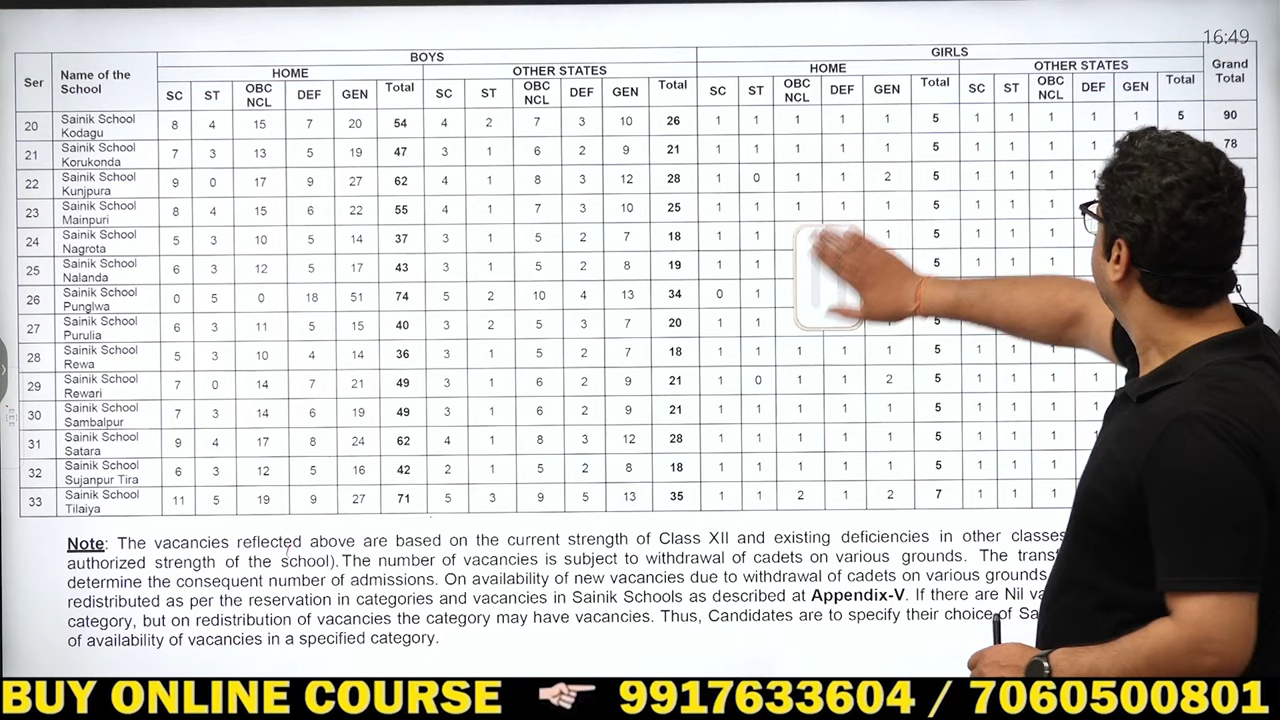 16:49
BOYS GIRLS
HOME OTHER STATES HOME OTHER STATES
Ser Name of the School SC ST OBC NCL DEF GEN Total SC ST OBC NCL DEF GEN Total SC ST OBC NCL DEF GEN Total SC ST OBC NCL DEF GEN Total Grand Total
20 Sainik School Kodagu 8 4 15 7 20 54 4 2 7 3 10 26 1 1 1 1 1 5 1 1 1 1 1 5 90
21 Sainik School Korukonda 7 3 13 5 19 47 3 1 6 2 9 21 1 1 1 1 1 5 1 1 1 1 78
22 Sainik School Kunjpura 9 0 17 9 27 62 4 1 8 3 12 28 1 0 1 1 2 5 1 1 1 1
23 Sainik School Mainpuri 8 4 15 6 22 55 4 1 7 3 10 25 1 1 1 1 1 5 1 1 1
24 Sainik School Nagrota 5 3 10 5 14 37 3 1 5 2 7 18 1 1 1 5 1 1 1
25 Sainik School Nalanda 6 3 12 5 17 43 3 1 5 2 8 19 1 1 5 1 1 1
26 Sainik School Punglwa 0 5 0 18 51 74 5 2 10 4 13 34 0 1
27 Sainik School Purulia 6 3 11 5 15 40 3 2 5 3 7 20 1 1 5 1 1 1
28 Sainik School Rewa 5 3 10 4 14 36 3 1 5 2 7 18 1 1 1 1 1 5 1 1 1
29 Sainik School Rewari 7 0 14 7 21 49 3 1 6 2 9 21 1 0 1 1 2 5 1 1 1 1
30 Sainik School Sambalpur 7 3 14 6 19 49 3 1 6 2 9 21 1 1 1 1 1 5 1 1 1 1
31 Sainik School Satara 9 4 17 8 24 62 4 1 8 3 12 28 1 1 1 1 1 5 1 1 1 1
32 Sainik School Sujanpur Tira 6 3 12 5 16 42 2 1 5 2 8 18 1 1 1 1 1 5 1 1 1
33 Sainik School Tilaiya 11 5 19 9 27 71 5 3 9 5 13 35 1 1 2 1 2 7 1 1 1
Note: The vacancies reflected above are based on the current strength of Class XII and existing deficiencies in other classes
authorized strength of the school). The number of vacancies is subject to withdrawal of cadets on various grounds. The
determine the consequent number of admissions. On availability of new vacancies due to withdrawal of cadets on various grounds
redistributed as per the reservation in categories and vacancies in Sainik Schools as described at Appendix-V. If there are Nil
category, but on redistribution of vacancies the category may have vacancies. Thus, Candidates are to specify their choice of
of availability of vacancies in a specified category.
BUY ONLINE COURSE 9917633604 / 7060500801